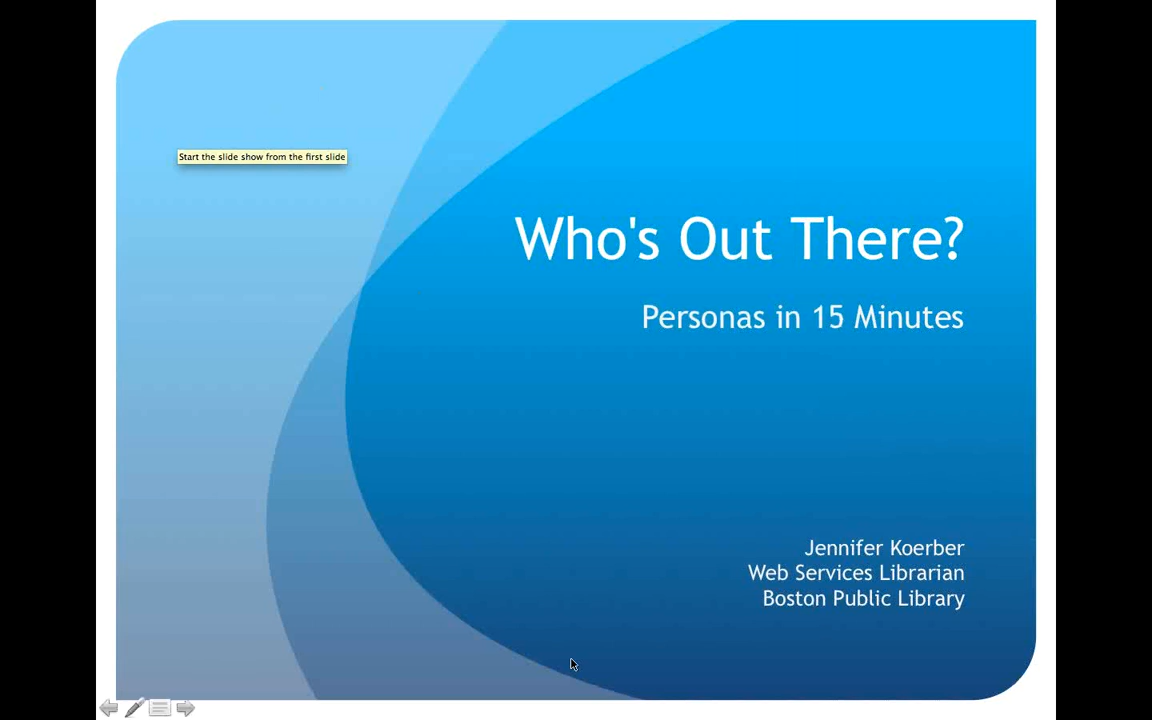 Start the slide show from the first slide
Who's Out There?
Personas in 15 Minutes
Jennifer Koerber
Web Services Librarian
Boston Public Library